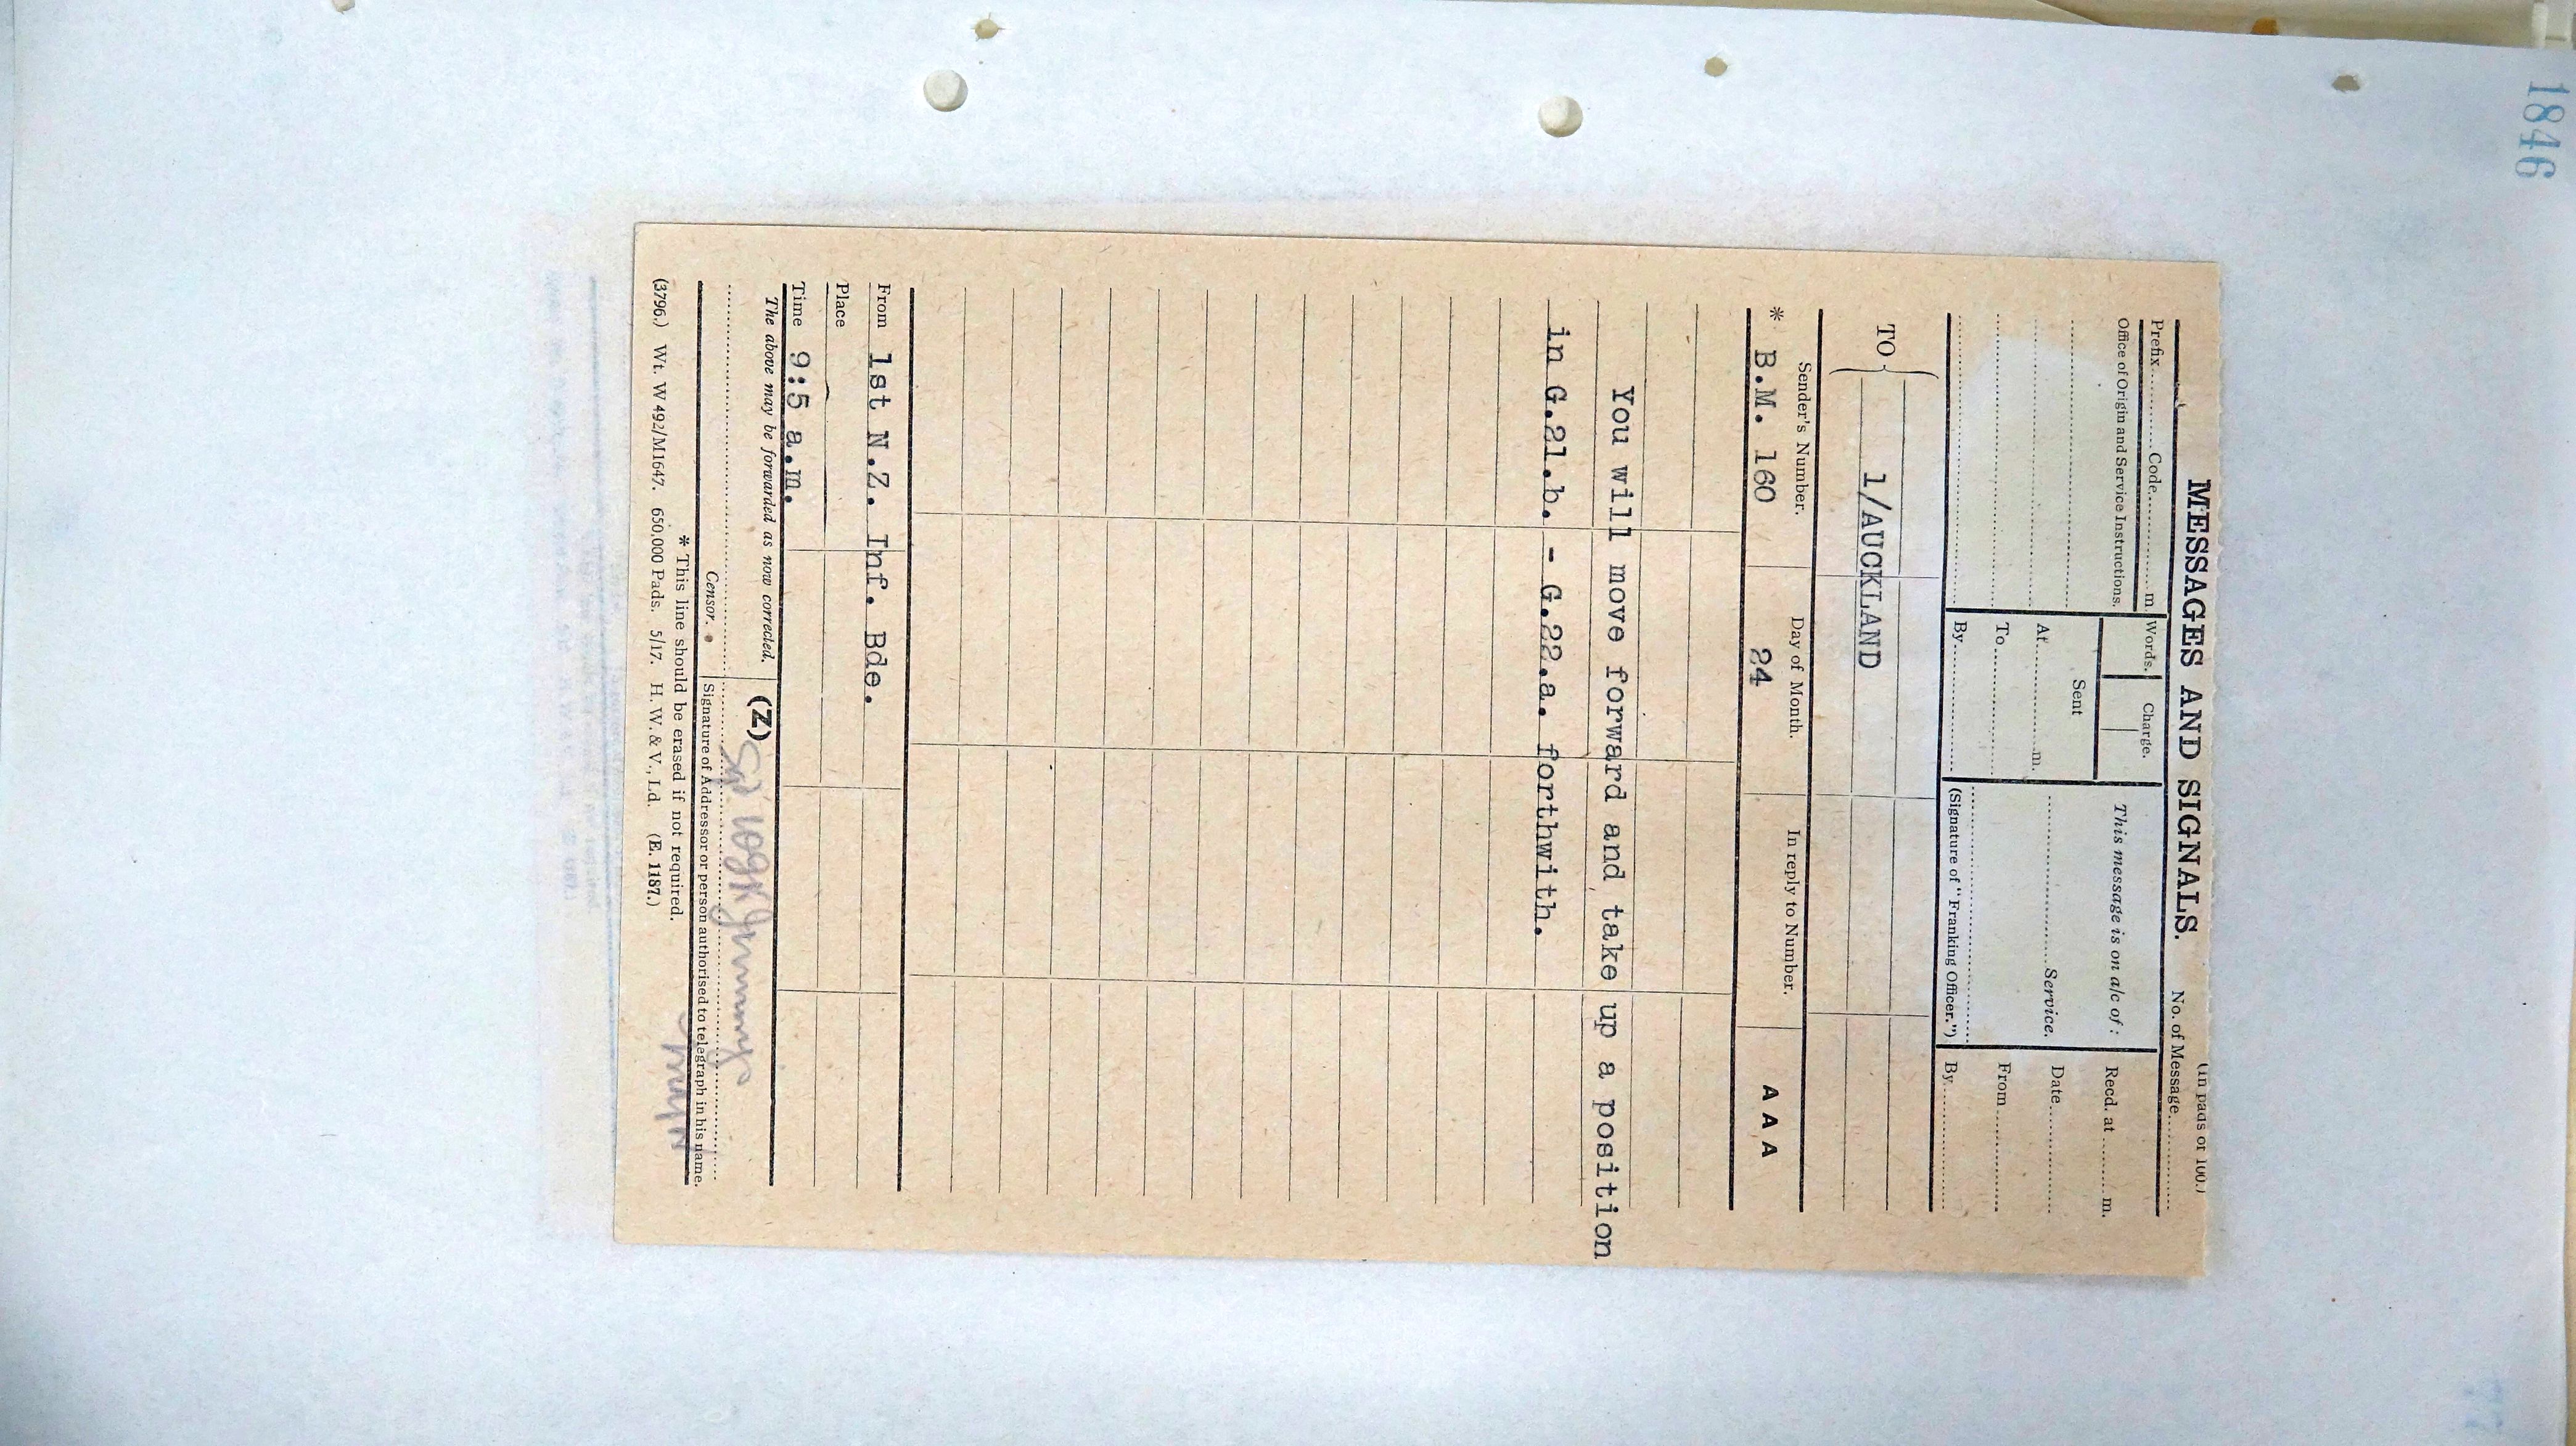 1846
MESSAGES AND SIGNALS.
(In pads of 100.)
No. of Message..........
Prefix.......... Code.......... m.
Words. Charge.
This message is on a/c of :
Recd. at .......... m.
Office of Origin and Service Instructions.
Sent
Date..........
.......... Service.
At.......... m.
From..........
To..........
By..........
(Signature of "Franking Officer.")
By..........
TO
1/AUCKLAND
Sender's Number. Day of Month. In reply to Number.
* B.M. 160 24 A A A
You will move forward and take up a position
in G.21.b. - G.22.a. forthwith.
From 1st N.Z. Inf. Bde.
Place
Time 9:5 a.m.
The above may be forwarded as now corrected. (Z)
Censor. Signature of Addressor or person authorised to telegraph in his name.
* This line should be erased if not required.
(3796.) Wt. W 492/M1647. 650,000 Pads. 5/17. H. W. & V., Ld. (E. 1187.)